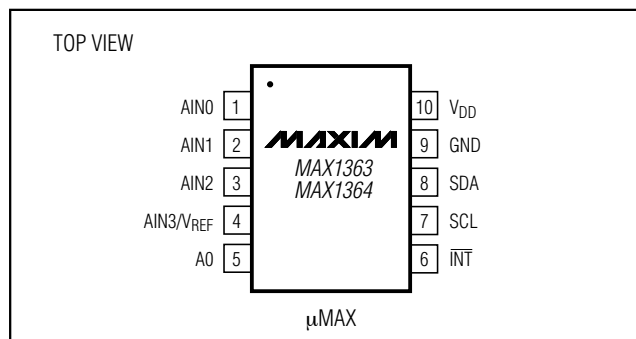 TOP VIEW
AIN0 1
AIN1 2
AIN2 3
AIN3/VREF 4
A0 5
MAXIM
MAX1363
MAX1364
10 VDD
9 GND
8 SDA
7 SCL
6 INT
μMAX